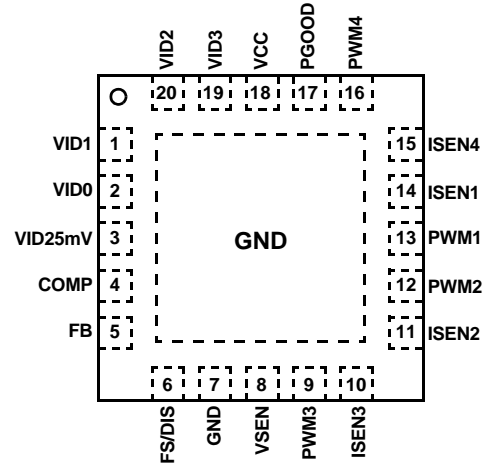 VID2
VID3
VCC
PGOOD
PWM4
20
19
18
17
16
VID1
1
15
ISEN4
VID0
2
14
ISEN1
VID25mV
3
GND
13
PWM1
COMP
4
12
PWM2
FB
5
11
ISEN2
6
7
8
9
10
FS/DIS
GND
VSEN
PWM3
ISEN3